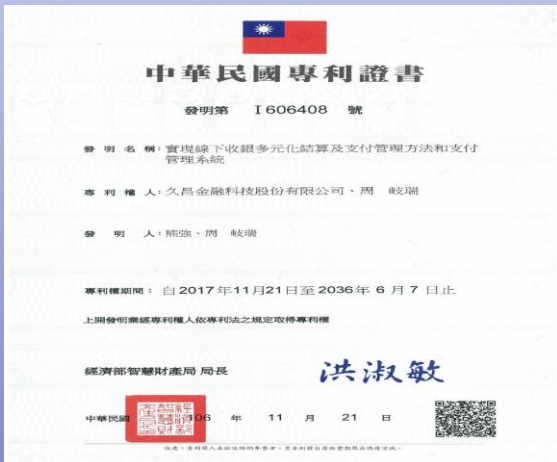 中華民國專利證書
發明第 I606408 號
發明名稱：實現線下收銀多元化結算及支付管理方法和支付
管理系統
專利權人：久昌金融科技股份有限公司、周 岐瑞
發明人：熊強、周 岐瑞
專利權期間：自2017年11月21日至2036年6月7日止
上開發明業經專利權人依專利法之規定取得專利權
經濟部智慧財產局 局長 洪淑敏
中華民國 106 年 11 月 21 日